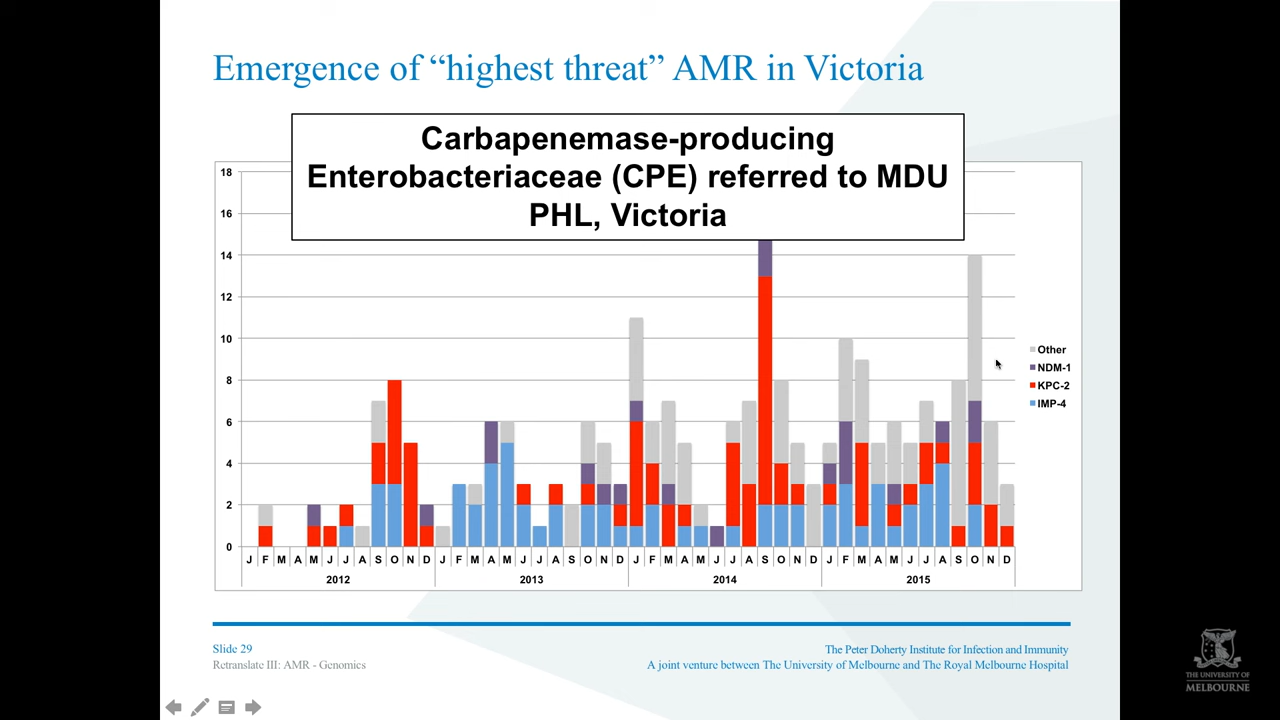 Emergence of “highest threat” AMR in Victoria
Carbapenemase-producing
Enterobacteriaceae (CPE) referred to MDU
PHL, Victoria
18
16
14
12
10
8
6
4
2
0
Other
NDM-1
KPC-2
IMP-4
J F M A M J J A S O N D J F M A M J J A S O N D J F M A M J J A S O N D J F M A M J J A S O N D
2012 2013 2014 2015
Slide 29
Retranslate III: AMR - Genomics
The Peter Doherty Institute for Infection and Immunity
A joint venture between The University of Melbourne and The Royal Melbourne Hospital
THE UNIVERSITY OF
MELBOURNE